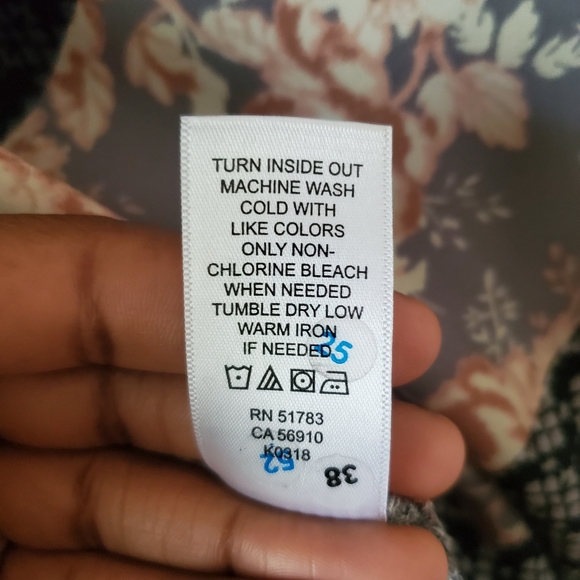 TURN INSIDE OUT
MACHINE WASH
COLD WITH
LIKE COLORS
ONLY NON-
CHLORINE BLEACH
WHEN NEEDED
TUMBLE DRY LOW
WARM IRON
IF NEEDED
25
RN 51783
CA 56910
K0318
52
38